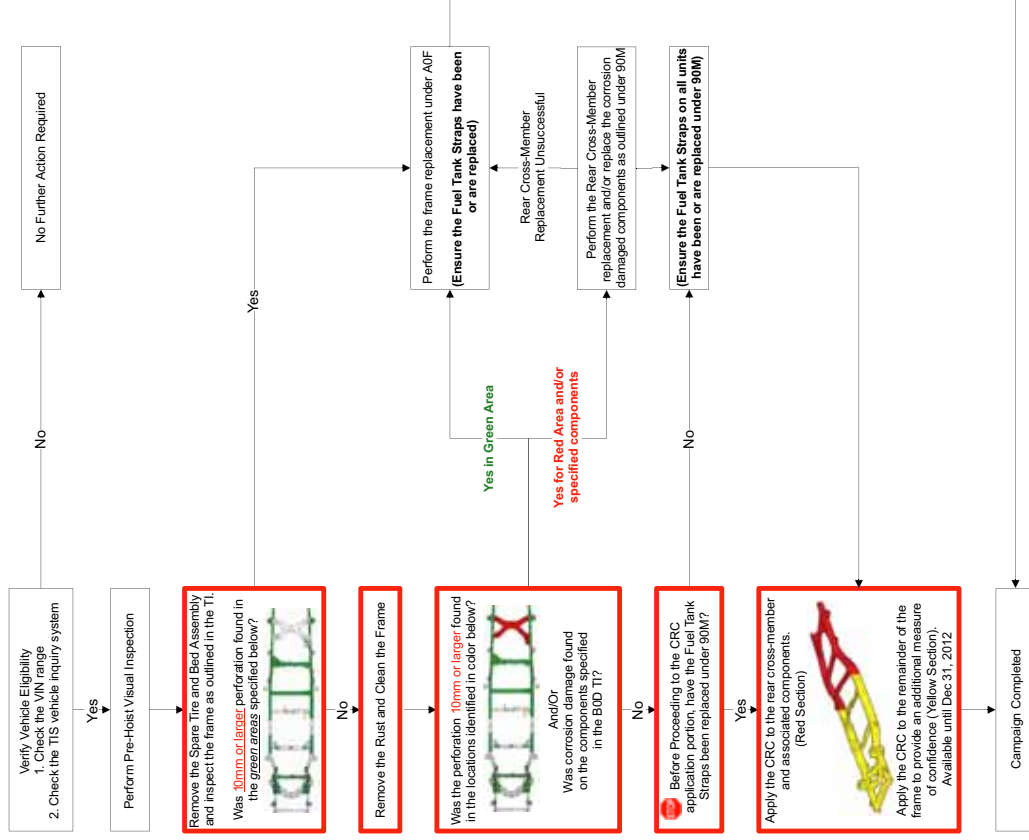 Verify Vehicle Eligibility
1. Check the VIN range
2. Check the TIS vehicle inquiry system
No
No Further Action Required
Yes
Perform Pre-Hoist Visual Inspection
Remove the Spare Tire and Bed Assembly
and inspect the frame as outlined in the TI.
Was 10mm or larger perforation found in
the green areas specified below?
Yes
No
Remove the Rust and Clean the Frame
Was the perforation 10mm or larger found
in the locations identified in color below?
And/Or
Was corrosion damage found
on the components specified
in the B0D TI?
Yes in Green Area
Yes for Red Area and/or
specified components
Perform the frame replacement under A0F
(Ensure the Fuel Tank Straps have been
or are replaced)
Rear Cross-Member
Replacement Unsuccessful
Perform the Rear Cross-Member
replacement and/or replace the corrosion
damaged components as outlined under 90M
No
STOP
Before Proceeding to the CRC
application portion, have the Fuel Tank
Straps been replaced under 90M?
No
(Ensure the Fuel Tank Straps on all units
have been or are replaced under 90M)
Yes
Apply the CRC to the rear cross-member
and associated components.
(Red Section)
Apply the CRC to the remainder of the
frame to provide an additional measure
of confidence (Yellow Section).
Available until Dec 31, 2012
Campaign Completed